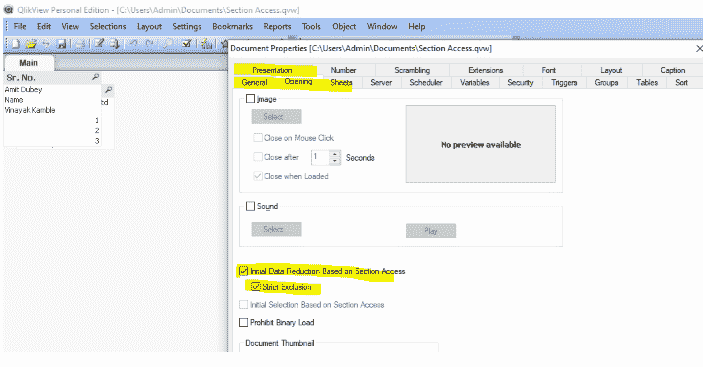 QlikView Personal Edition - [C:\Users\Admin\Documents\Section Access.qvw]
File Edit View Selections Layout Settings Bookmarks Reports Tools Object Window Help
Document Properties [C:\Users\Admin\Documents\Section Access.qvw]
Main
Presentation Number Scrambling Extensions Font Layout Caption
General Opening Sheets Server Scheduler Variables Security Triggers Groups Tables Sort
Sr. No.
Amit Dubey
Name
td
Vinayak Kamble
1
2
3
Image
Select
Close on Mouse Click
Close after 1 Seconds
Close when Loaded
No preview available
Sound
Select Play
Initial Data Reduction Based on Section Access
Strict Exclusion
Initial Selection Based on Section Access
Prohibit Binary Load
Document Thumbnail